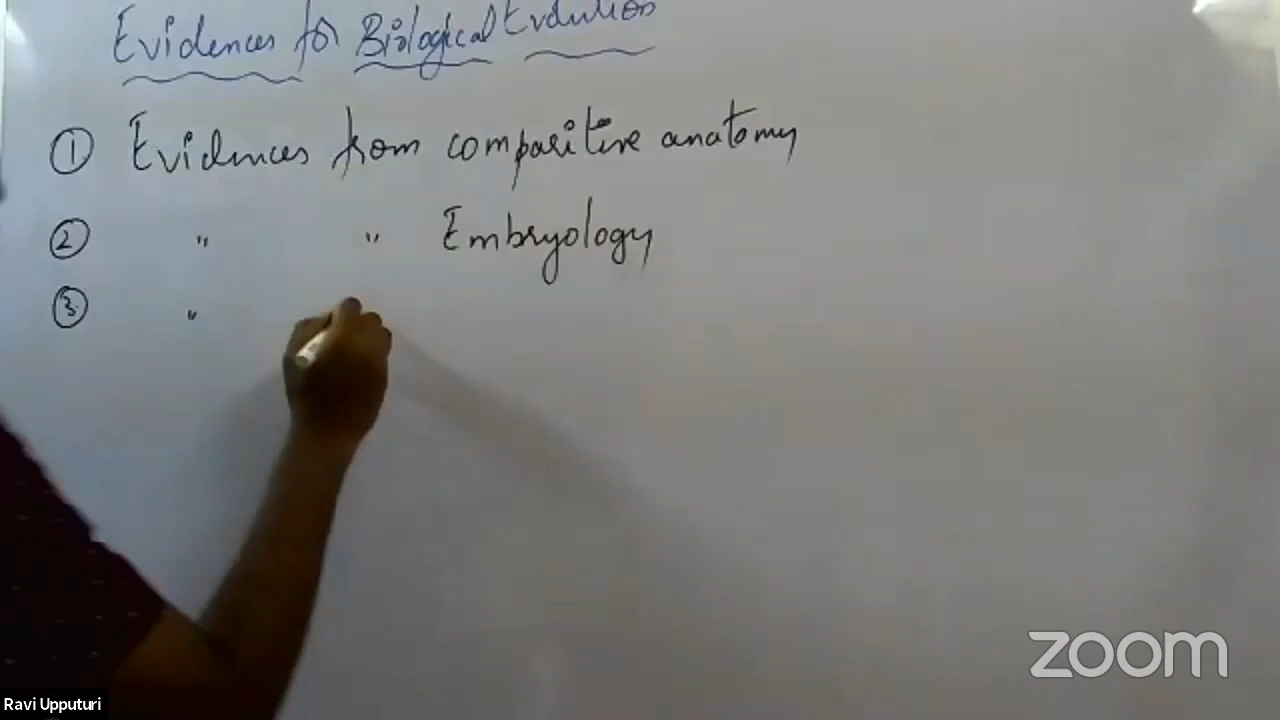 Evidences for Biological Evolution
① Evidences from comparitive anatomy
② " " Embryology
③ "
zoom
Ravi Upputuri